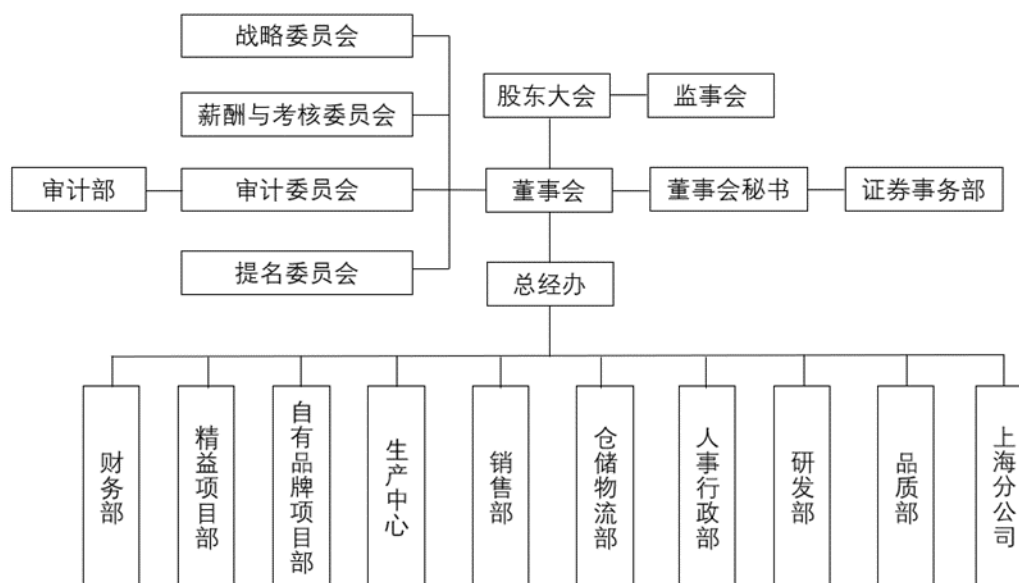 战略委员会
股东大会
监事会
薪酬与考核委员会
审计部
审计委员会
董事会
董事会秘书
证券事务部
提名委员会
总经办
财务部
精益项目部
自有品牌项目部
生产中心
销售部
仓储物流部
人事行政部
研发部
品质部
上海分公司